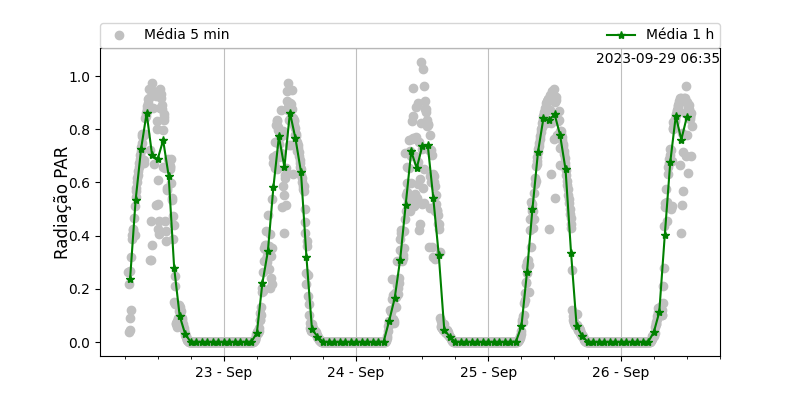 Média 5 min
Média 1 h
2023-09-29 06:35
Radiação PAR
1.0
0.8
0.6
0.4
0.2
0.0
23 - Sep
24 - Sep
25 - Sep
26 - Sep